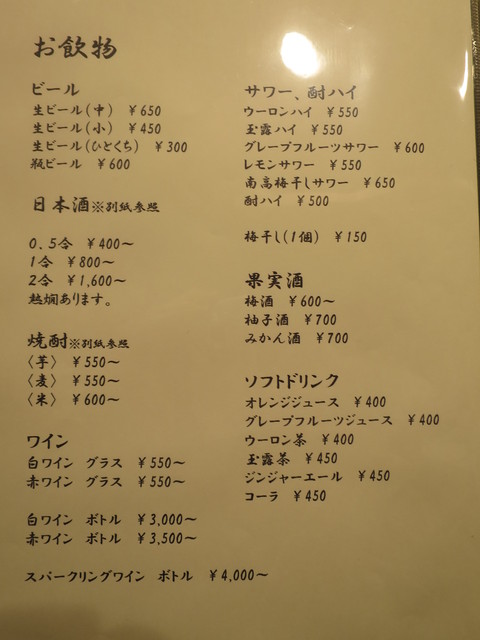 お飲物
ビール
生ビール(中) ￥650
生ビール(小) ￥450
生ビール(ひとくち) ￥300
瓶ビール ￥600
日本酒※別紙参照
0.5合 ￥400～
1合 ￥800～
2合 ￥1,600～
熱燗あります。
焼酎※別紙参照
〈芋〉 ￥550～
〈麦〉 ￥550～
〈米〉 ￥600～
ワイン
白ワイン グラス ￥550～
赤ワイン グラス ￥550～
白ワイン ボトル ￥3,000～
赤ワイン ボトル ￥3,500～
スパークリングワイン ボトル ￥4,000～
サワー、酎ハイ
ウーロンハイ ￥550
玉露ハイ ￥550
グレープフルーツサワー ￥600
レモンサワー ￥550
南高梅干しサワー ￥650
酎ハイ ￥500
梅干し(1個) ￥150
果実酒
梅酒 ￥600～
柚子酒 ￥700
みかん酒 ￥700
ソフトドリンク
オレンジジュース ￥400
グレープフルーツジュース ￥400
ウーロン茶 ￥400
玉露茶 ￥450
ジンジャーエール ￥450
コーラ ￥450